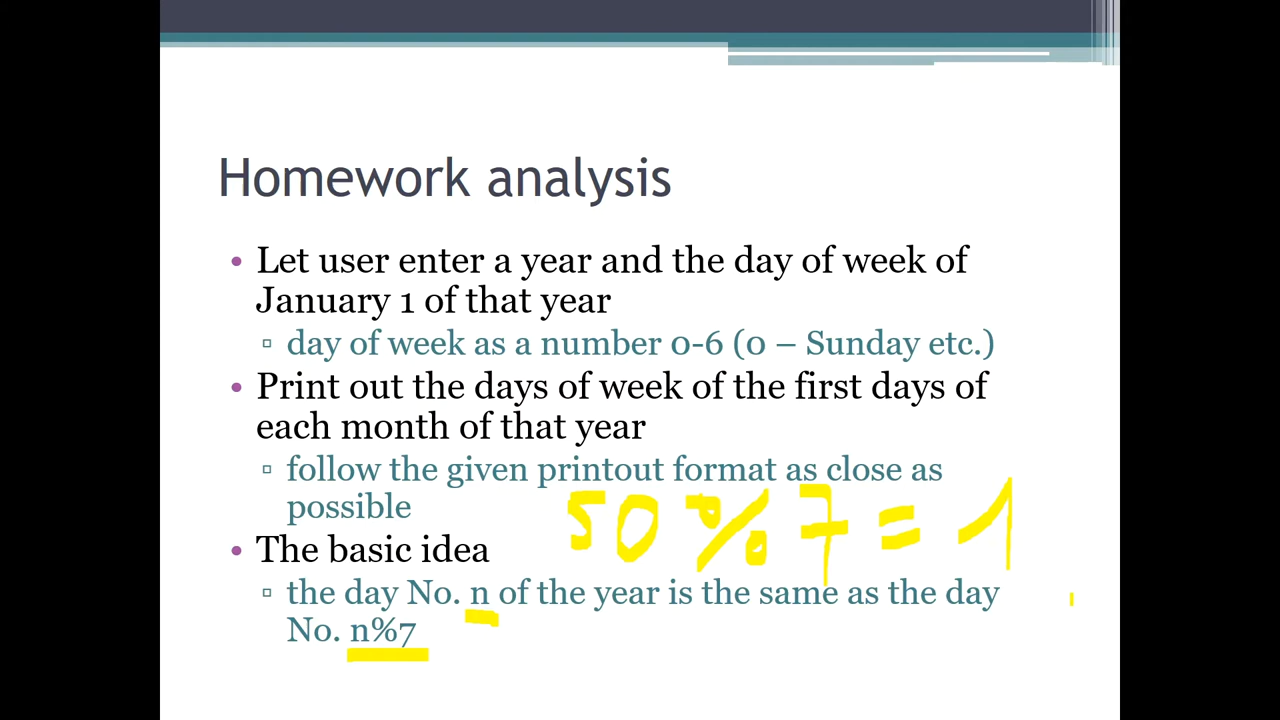 Homework analysis
• Let user enter a year and the day of week of
January 1 of that year
▫ day of week as a number 0-6 (0 – Sunday etc.)
• Print out the days of week of the first days of
each month of that year
▫ follow the given printout format as close as
possible
50 % 7 = 1
• The basic idea
▫ the day No. n of the year is the same as the day
No. n%7